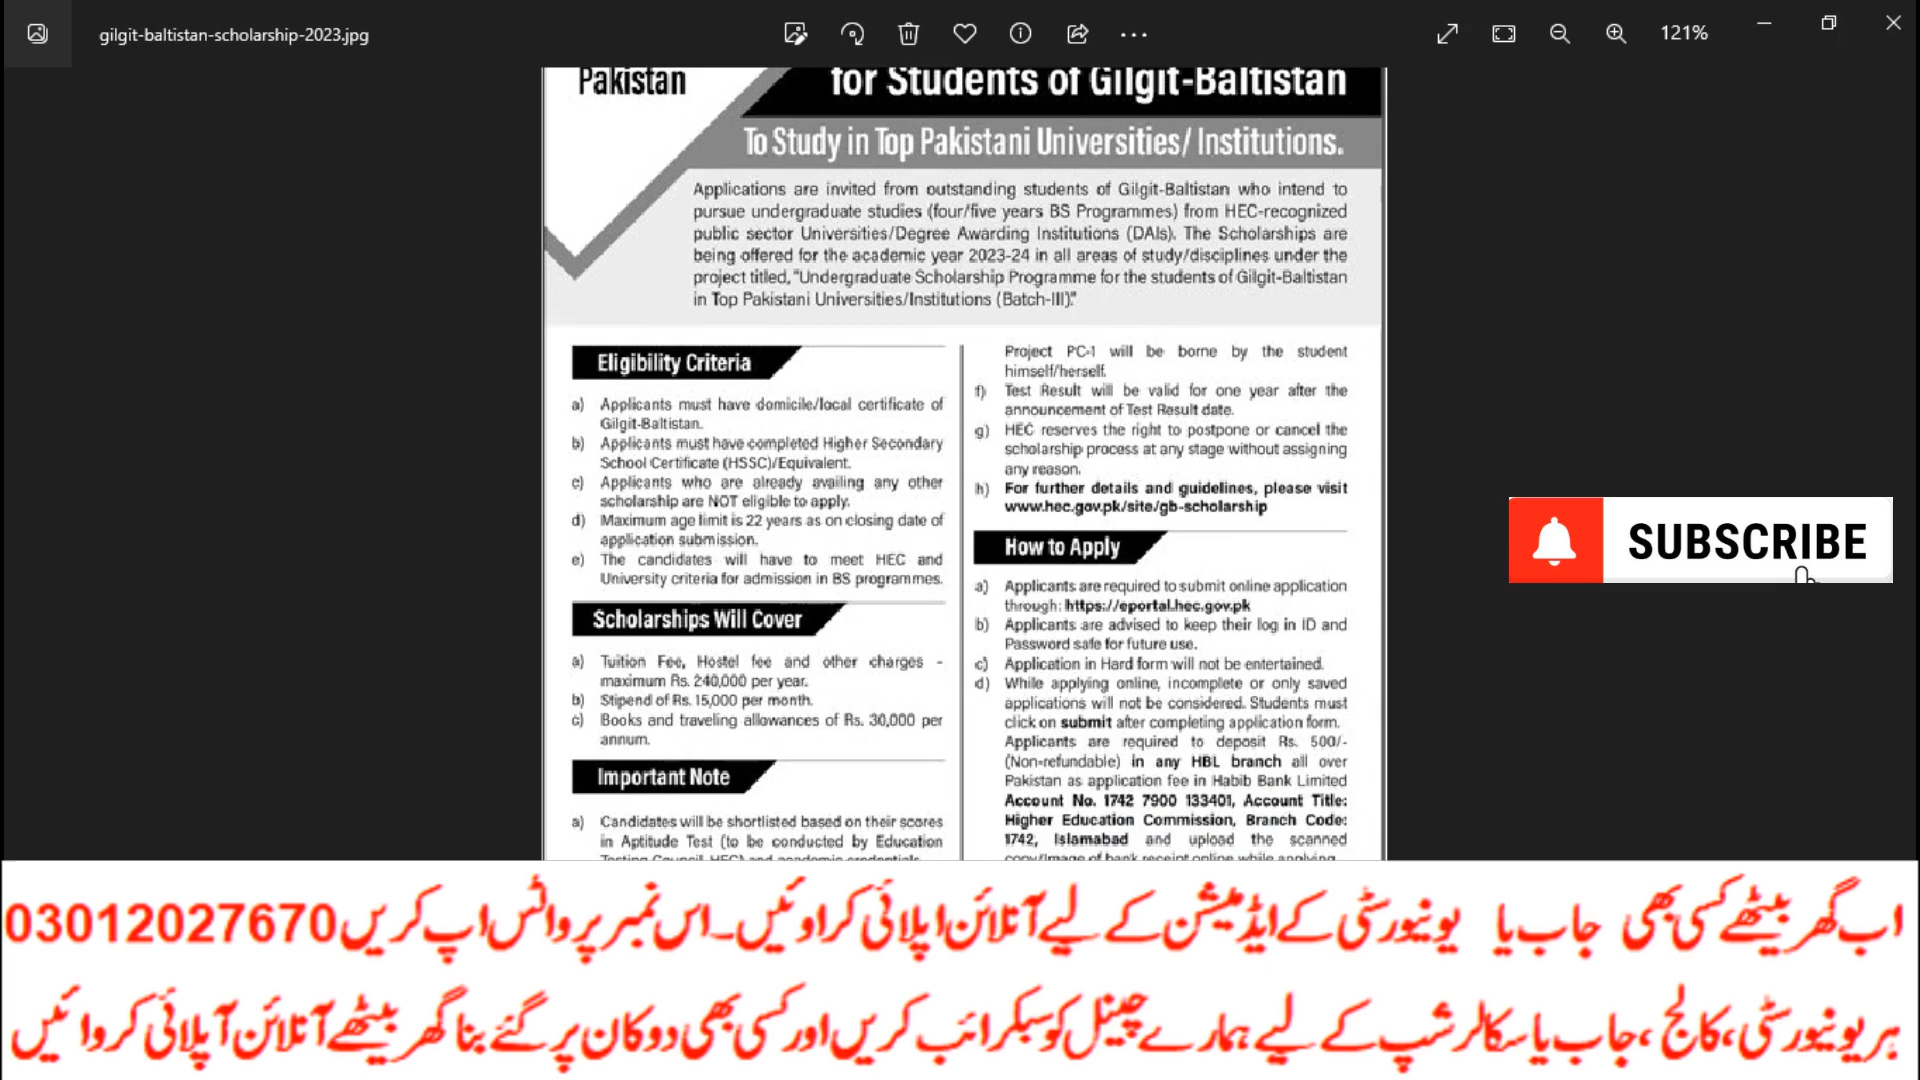 gilgit-baltistan-scholarship-2023.jpg
121%
Pakistan
for Students of Gilgit-Baltistan
To Study in Top Pakistani Universities/ Institutions.
Applications are invited from outstanding students of Gilgit-Baltistan who intend to
pursue undergraduate studies (four/five years BS Programmes) from HEC-recognized
public sector Universities/Degree Awarding Institutions (DAIs). The Scholarships are
being offered for the academic year 2023-24 in all areas of study/disciplines under the
project titled, "Undergraduate Scholarship Programme for the students of Gilgit-Baltistan
in Top Pakistani Universities/Institutions (Batch-III)."
Eligibility Criteria
a) Applicants must have domicile/local certificate of
Gilgit-Baltistan.
b) Applicants must have completed Higher Secondary
School Certificate (HSSC)/Equivalent.
c) Applicants who are already availing any other
scholarship are NOT eligible to apply.
d) Maximum age limit is 22 years as on closing date of
application submission.
e) The candidates will have to meet HEC and
University criteria for admission in BS programmes.
Scholarships Will Cover
a) Tuition Fee, Hostel fee and other charges -
maximum Rs. 240,000 per year.
b) Stipend of Rs. 15,000 per month.
c) Books and traveling allowances of Rs. 30,000 per
annum.
Important Note
a) Candidates will be shortlisted based on their scores
in Aptitude Test (to be conducted by Education
Testing Council, HEC) and academic credentials.
Project PC-1 will be borne by the student
himself/herself.
f) Test Result will be valid for one year after the
announcement of Test Result date.
g) HEC reserves the right to postpone or cancel the
scholarship process at any stage without assigning
any reason.
h) For further details and guidelines, please visit
www.hec.gov.pk/site/gb-scholarship
How to Apply
a) Applicants are required to submit online application
through: https://eportal.hec.gov.pk
b) Applicants are advised to keep their log in ID and
Password safe for future use.
c) Application in Hard form will not be entertained.
d) While applying online, incomplete or only saved
applications will not be considered. Students must
click on submit after completing application form.
Applicants are required to deposit Rs. 500/-
(Non-refundable) in any HBL branch all over
Pakistan as application fee in Habib Bank Limited
Account No. 1742 7900 133401, Account Title:
Higher Education Commission, Branch Code:
1742, Islamabad and upload the scanned
copy/image of bank receipt online while applying.
SUBSCRIBE
اب گھر بیٹھے کسی بھی جاب یا یونیورسٹی کے ایڈمیشن کے لیے آنلائن اپلائی کراوئیں۔اس نمبر پر واٹس اپ کریں 03012027670
ہر یونیورسٹی، کالج ،جاب یا سکالرشپ کے لیے ہمارے چینل کو سبکرائب کریں اور کسی بھی دوکان پر گئے بنا گھر بیٹھے آنلائن آپلائی کروائیں